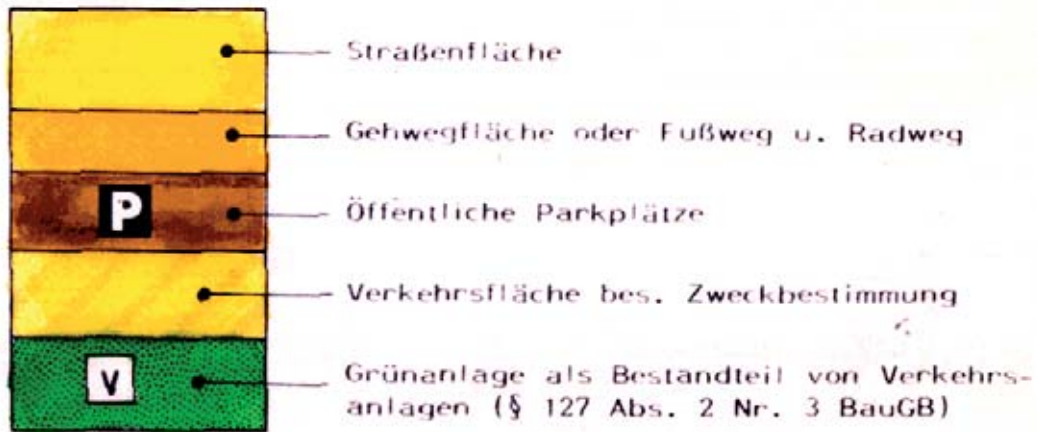 Straßenfläche
Gehwegfläche oder Fußweg u. Radweg
P
Öffentliche Parkplätze
Verkehrsfläche bes. Zweckbestimmung
V
Grünanlage als Bestandteil von Verkehrs-
anlagen (§ 127 Abs. 2 Nr. 3 BauGB)